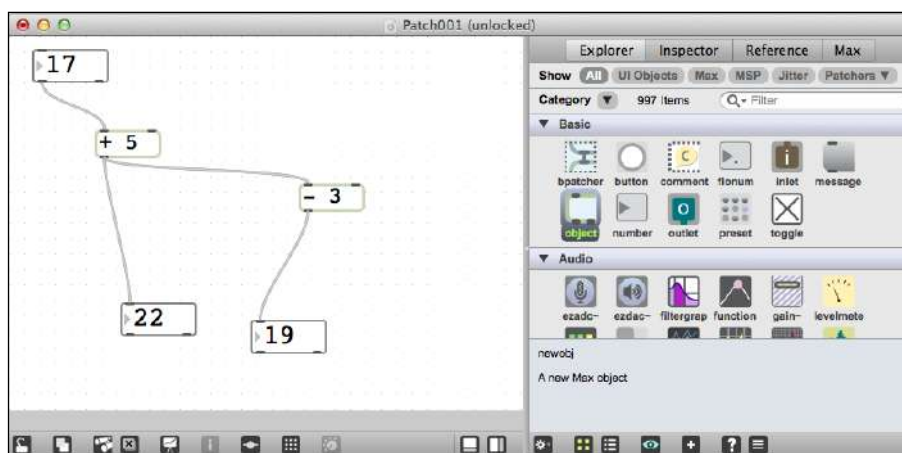 Patch001 (unlocked)
17
+ 5
- 3
22
19
Explorer Inspector Reference Max
Show All UI Objects Max MSP Jitter Patchers ▼
Category ▼ 997 Items Filter
▼ Basic
bpatcher button comment flonum inlet message
object number outlet preset toggle
▼ Audio
ezadc~ ezdac~ filtergrap function gain~ levelmete
newobj
A new Max object